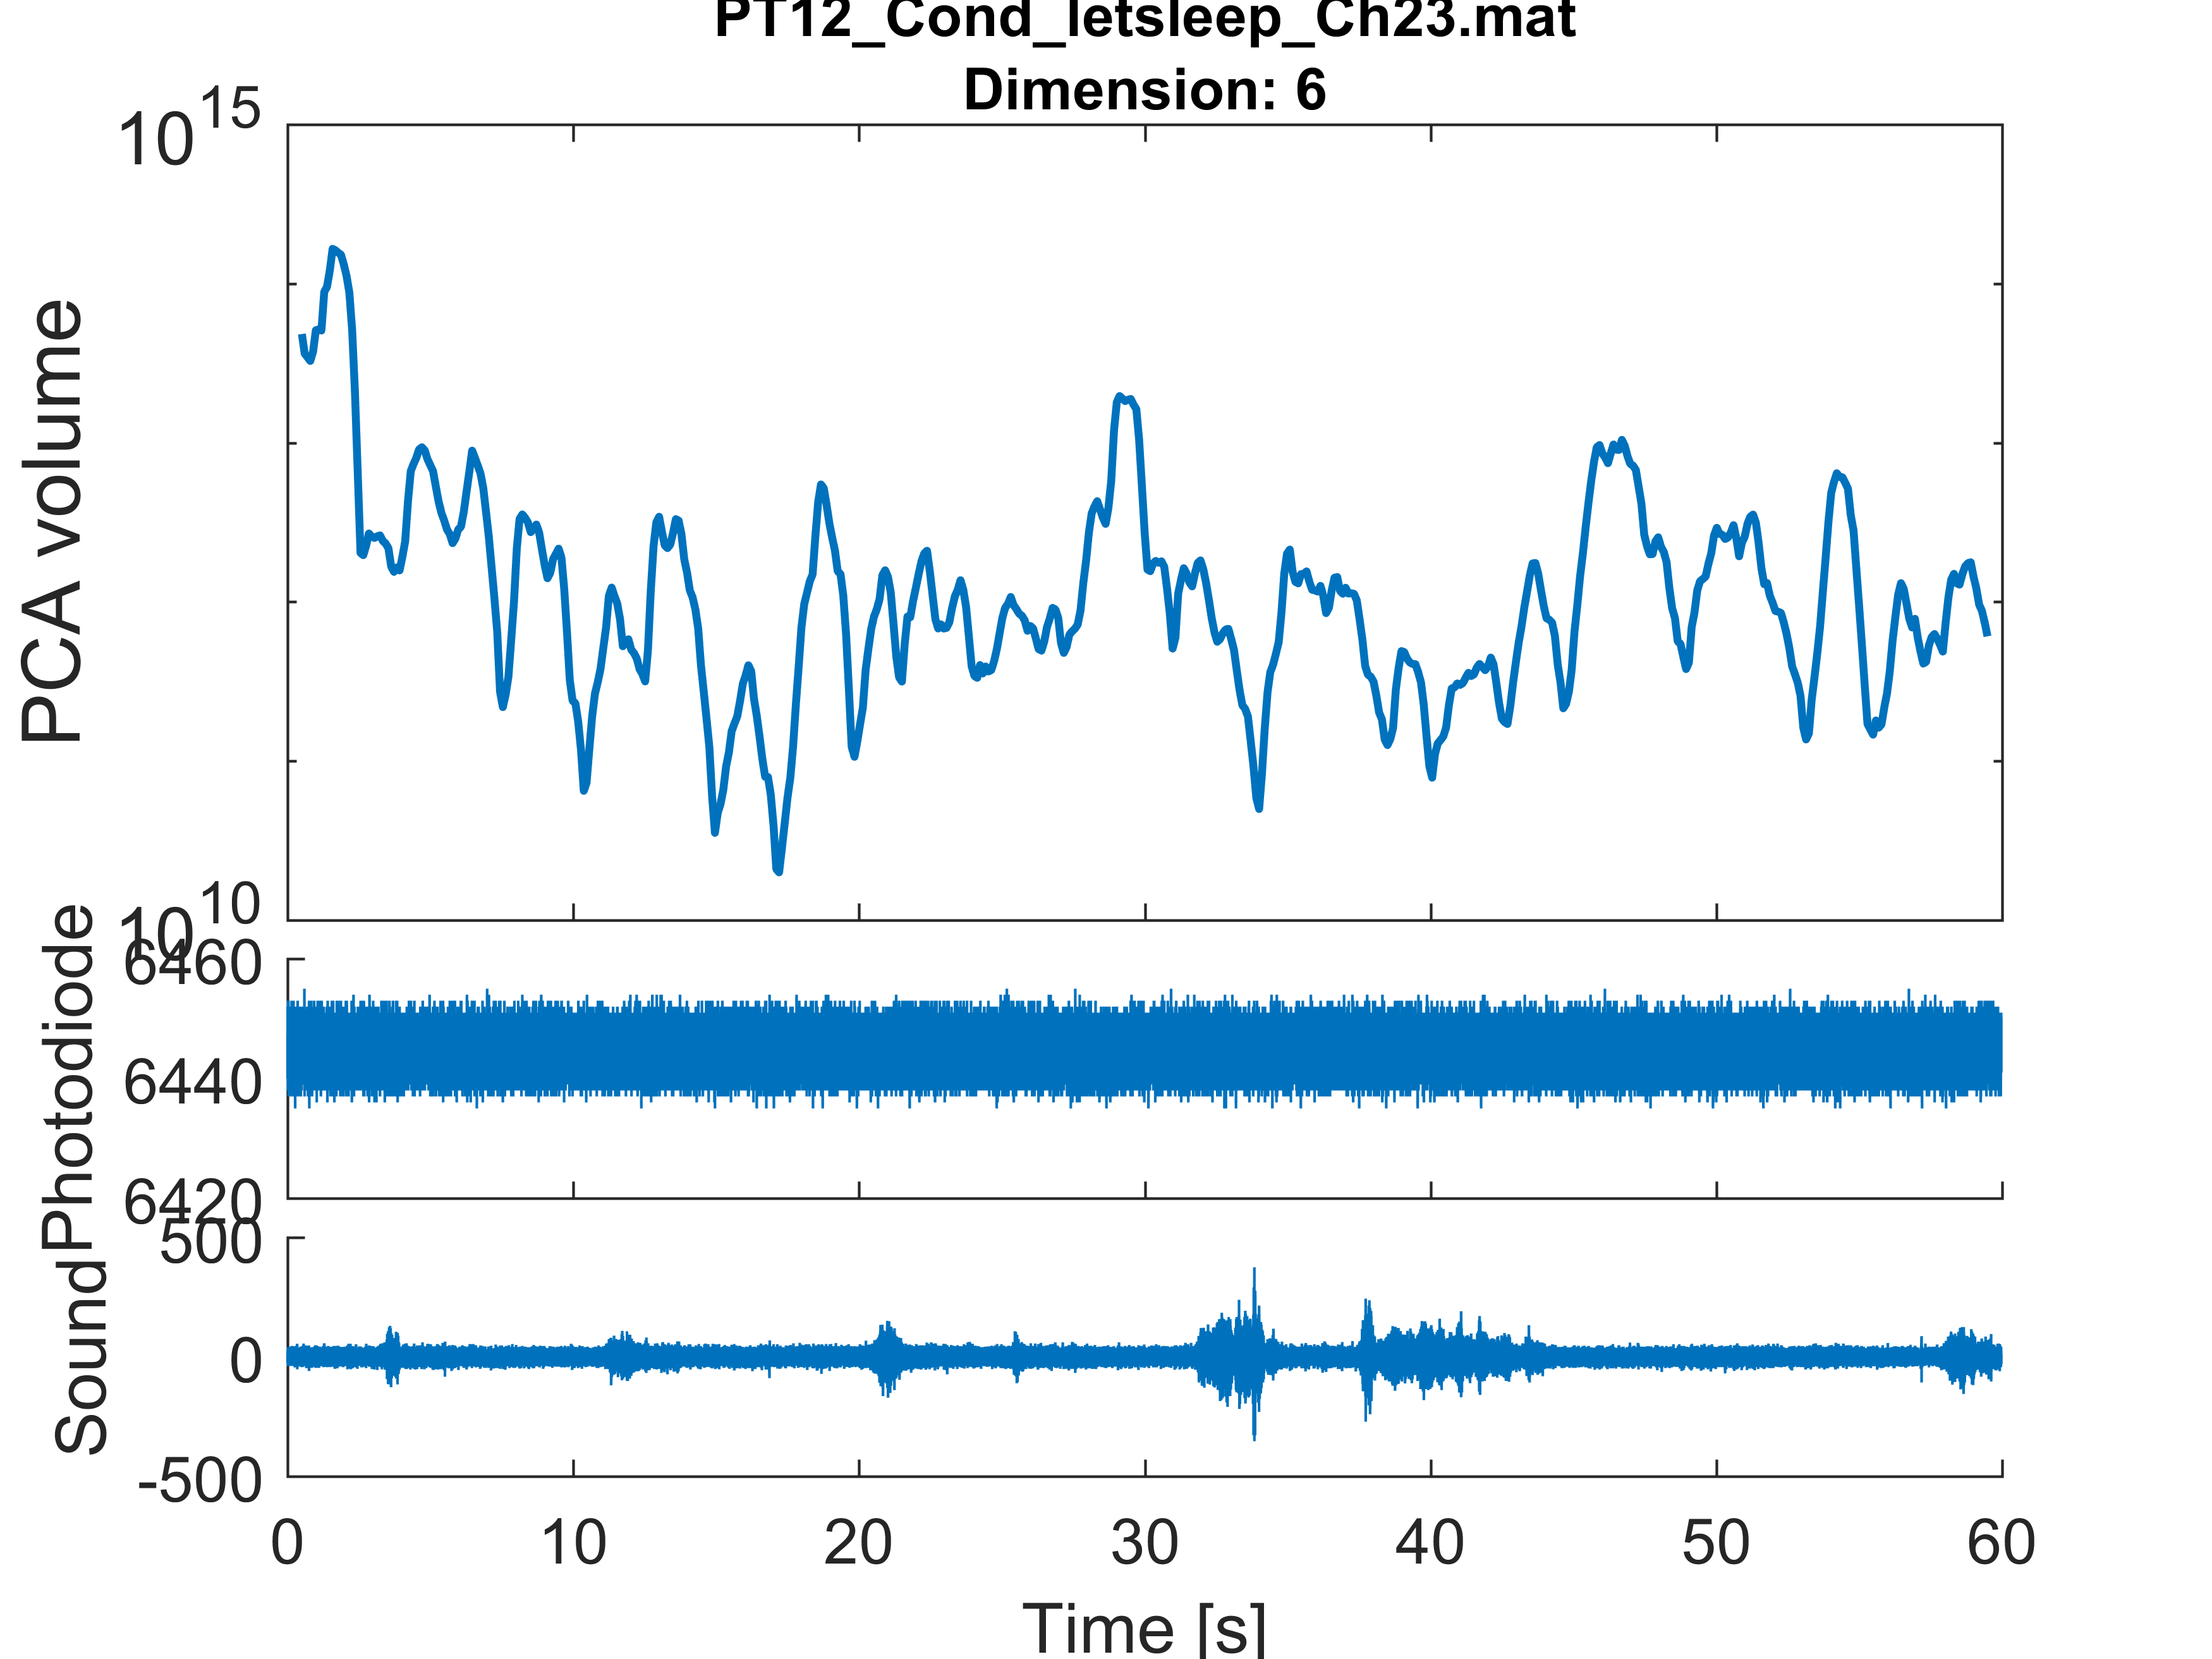 PT12_Cond_letsleep_Ch23.mat
Dimension: 6
10^15
PCA volume
10^10
6460
6440
6420
Photodiode
500
0
-500
Sound
0 10 20 30 40 50 60
Time [s]